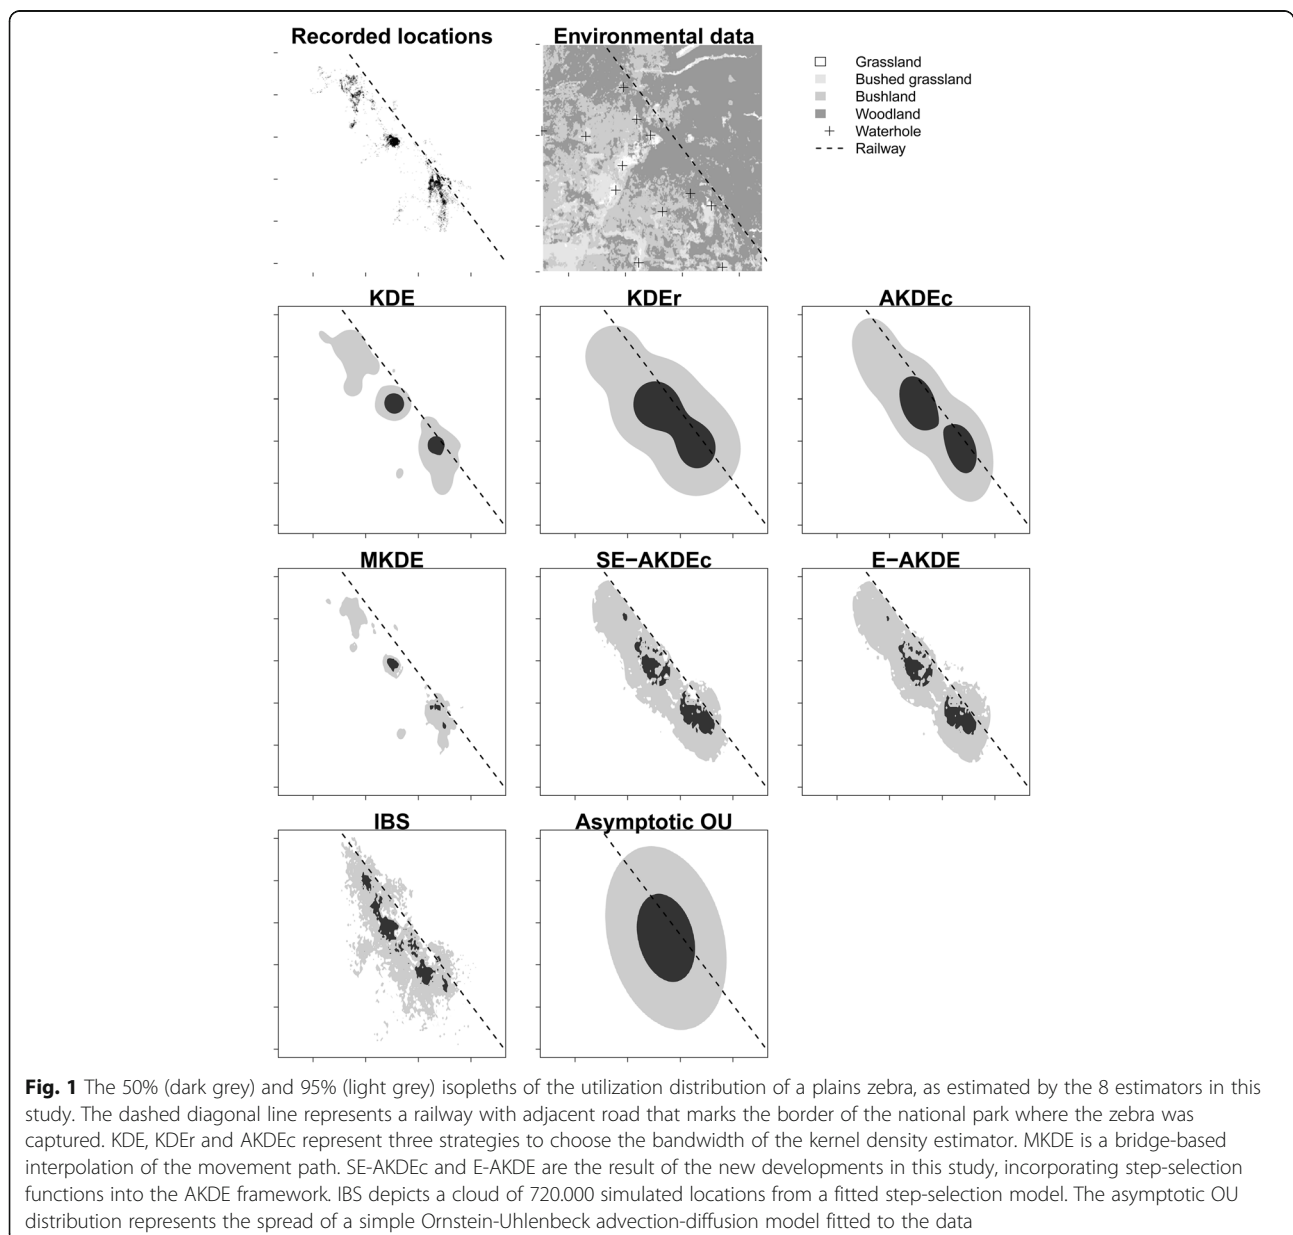 Recorded locations
Environmental data
Grassland
Bushed grassland
Bushland
Woodland
Waterhole
Railway
KDE
KDEr
AKDEc
MKDE
SE−AKDEc
E−AKDE
IBS
Asymptotic OU
Fig. 1 The 50% (dark grey) and 95% (light grey) isopleths of the utilization distribution of a plains zebra, as estimated by the 8 estimators in this
study. The dashed diagonal line represents a railway with adjacent road that marks the border of the national park where the zebra was
captured. KDE, KDEr and AKDEc represent three strategies to choose the bandwidth of the kernel density estimator. MKDE is a bridge-based
interpolation of the movement path. SE-AKDEc and E-AKDE are the result of the new developments in this study, incorporating step-selection
functions into the AKDE framework. IBS depicts a cloud of 720.000 simulated locations from a fitted step-selection model. The asymptotic OU
distribution represents the spread of a simple Ornstein-Uhlenbeck advection-diffusion model fitted to the data